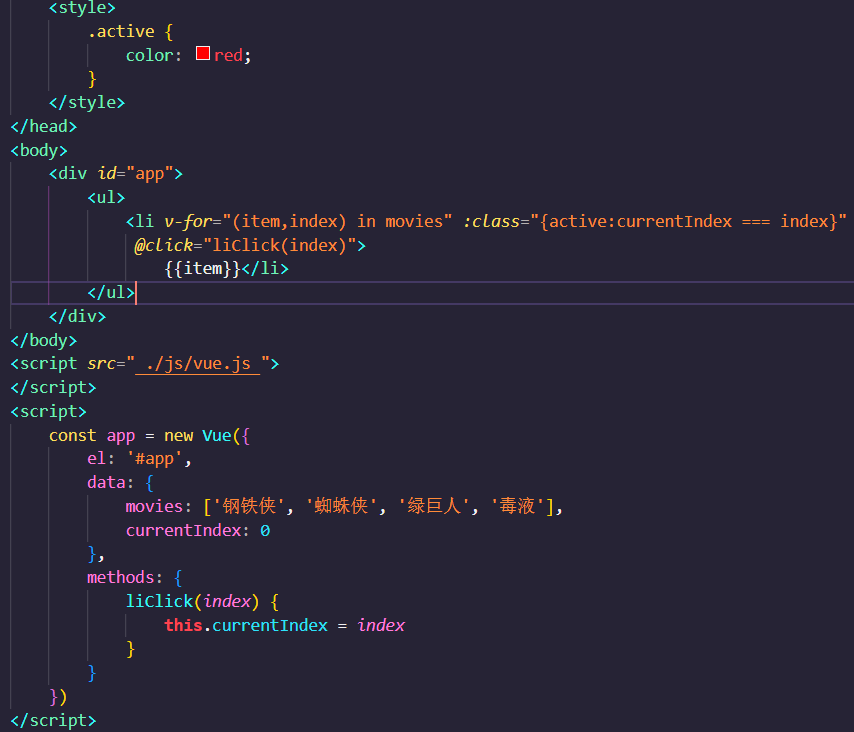 <style>
.active {
color: red;
}
</style>
</head>
<body>
<div id="app">
<ul>
<li v-for="(item,index) in movies" :class="{active:currentIndex === index}"
@click="liClick(index)">
{{item}}</li>
</ul>
</div>
</body>
<script src=" ./js/vue.js ">
</script>
<script>
const app = new Vue({
el: '#app',
data: {
movies: ['钢铁侠', '蜘蛛侠', '绿巨人', '毒液'],
currentIndex: 0
},
methods: {
liClick(index) {
this.currentIndex = index
}
}
})
</script>